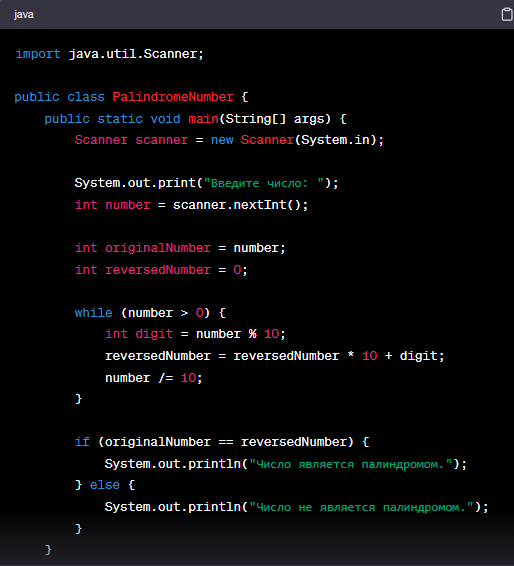 java
import java.util.Scanner;
public class PalindromeNumber {
public static void main(String[] args) {
Scanner scanner = new Scanner(System.in);
System.out.print("Введите число: ");
int number = scanner.nextInt();
int originalNumber = number;
int reversedNumber = 0;
while (number > 0) {
int digit = number % 10;
reversedNumber = reversedNumber * 10 + digit;
number /= 10;
}
if (originalNumber == reversedNumber) {
System.out.println("Число является палиндромом.");
} else {
System.out.println("Число не является палиндромом.");
}
}